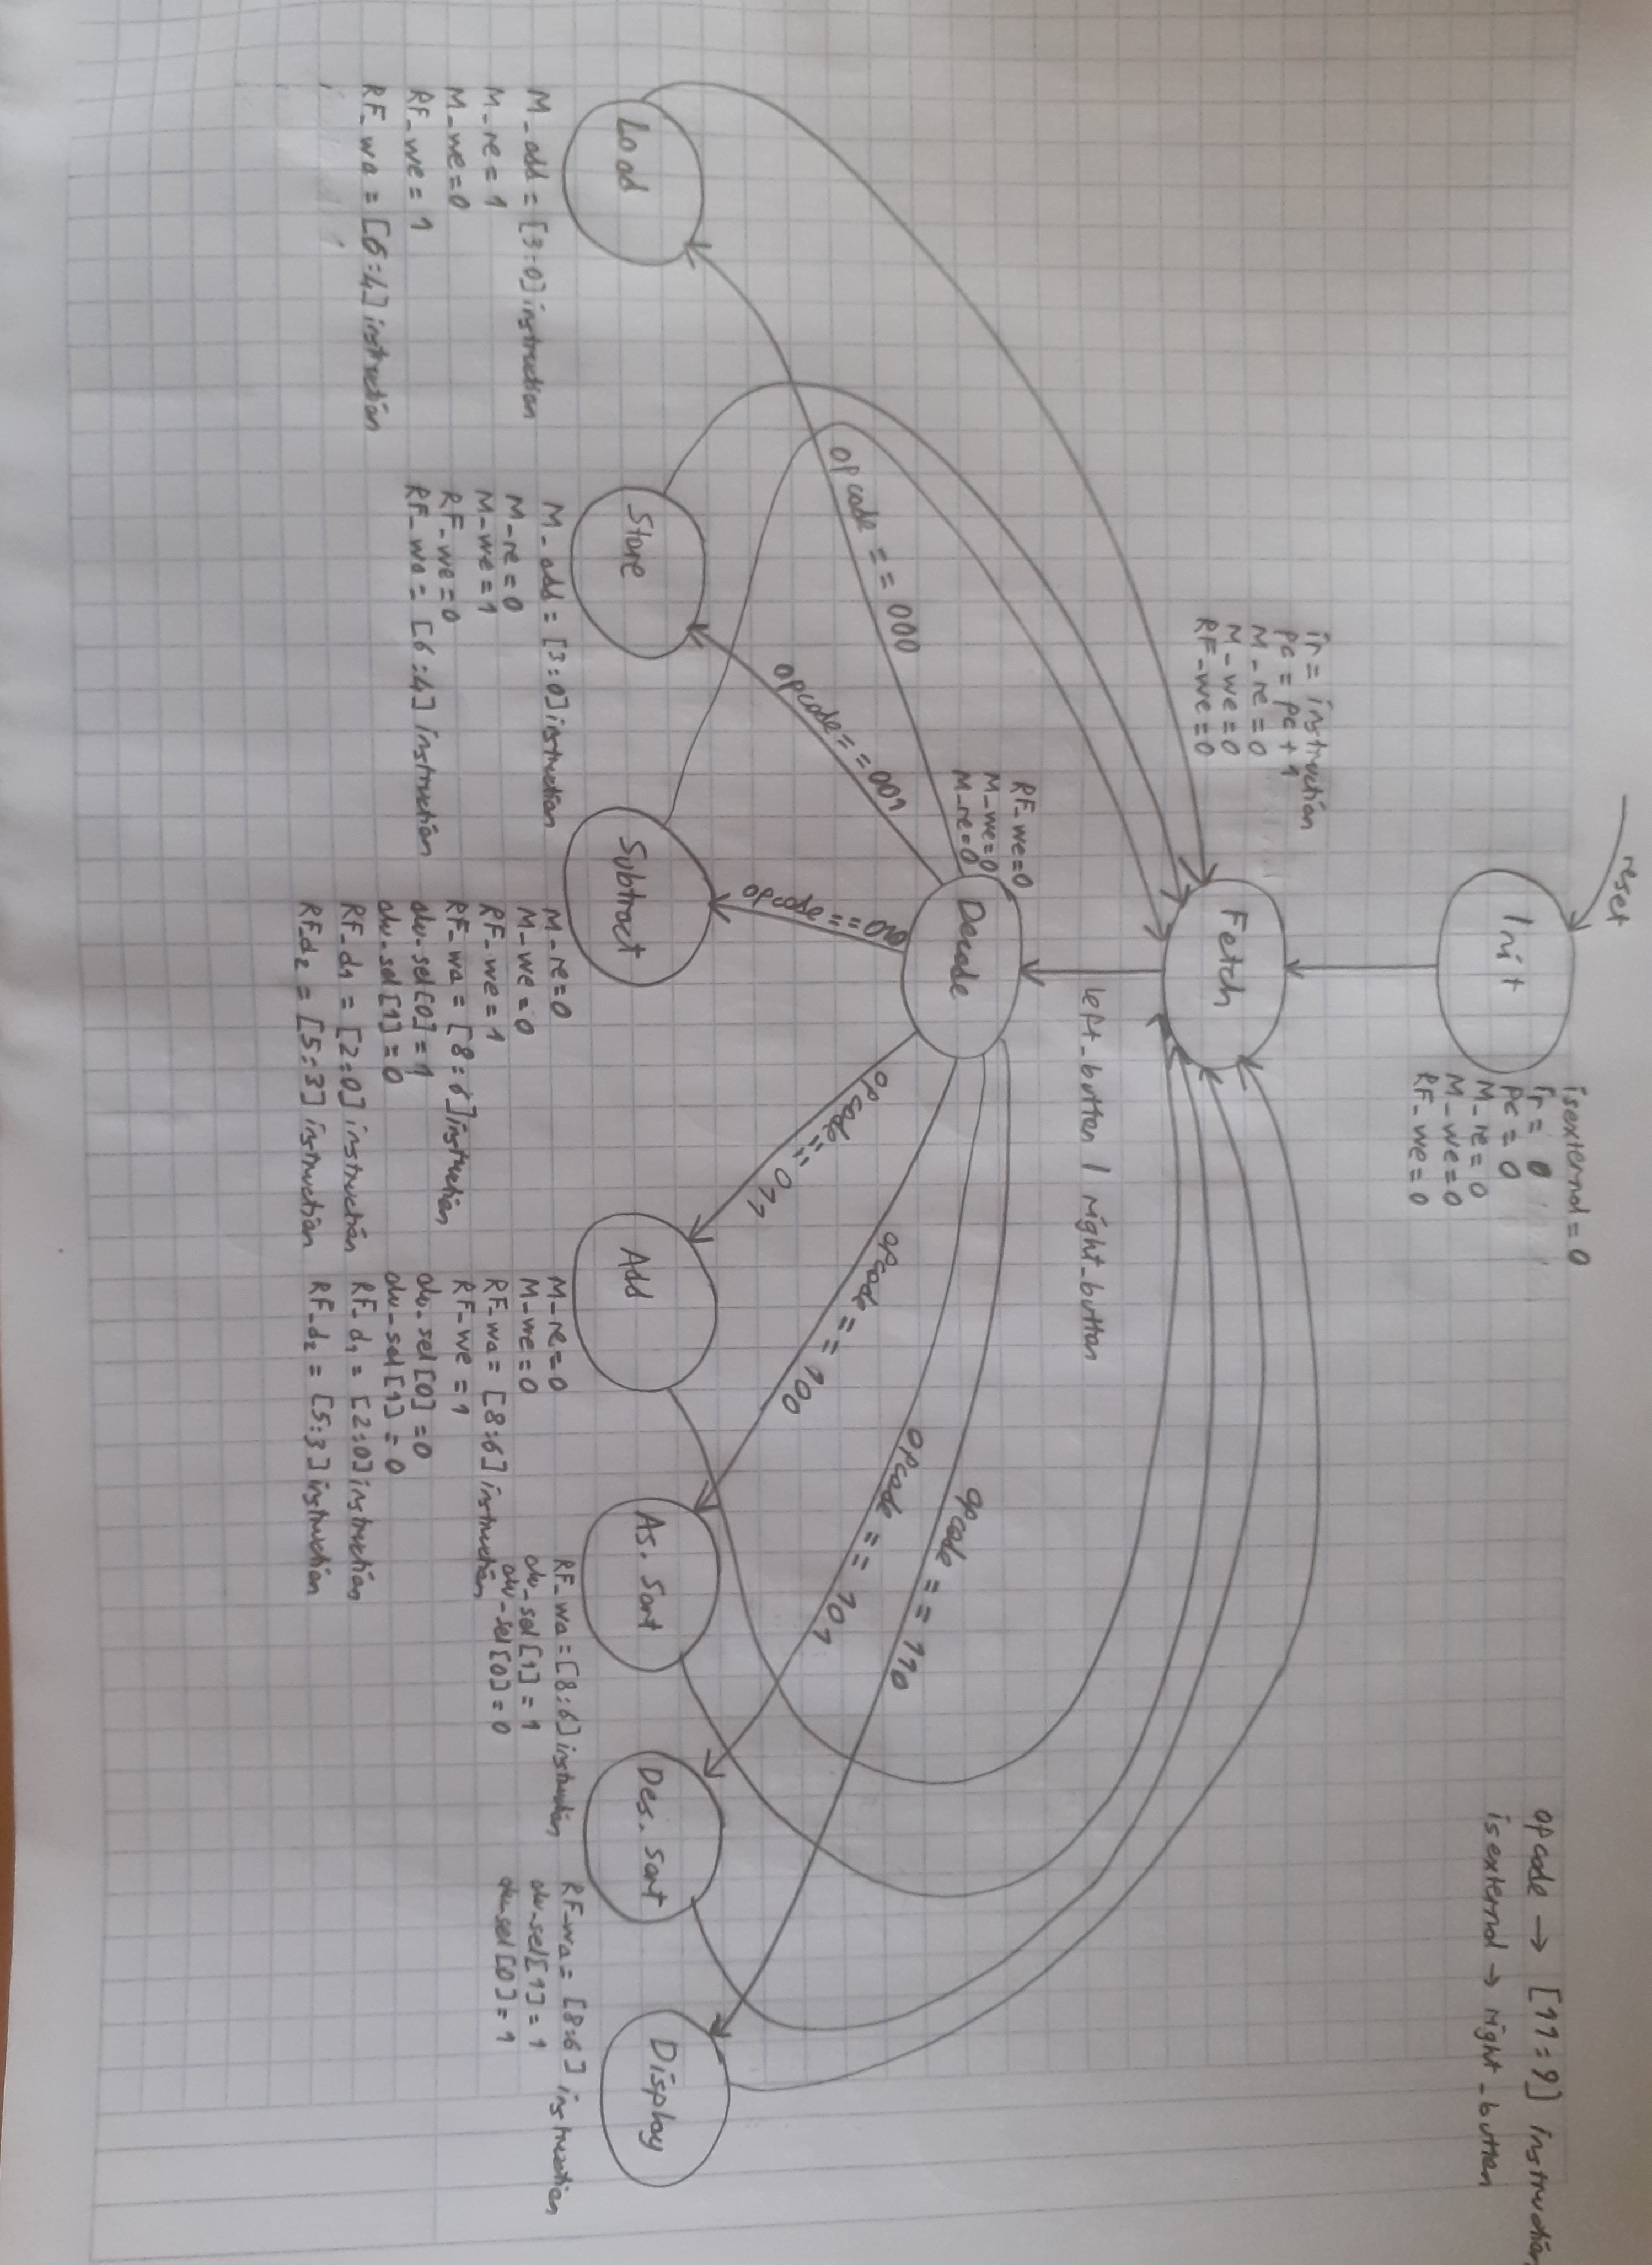 reset
Init
isexternal = 0
ir = 0
pc = 0
M_re = 0
M_we = 0
RF_we = 0
opcode → [11:9] instruction
isexternal → right_button
ir = instruction
pc = pc + 1
M_re = 0
M_we = 0
RF_we = 0
Fetch
left_button | right_button
RF_we = 0
M_we = 0
M_re = 0
Decode
opcode == 000
opcode == 001
opcode == 010
opcode == 011
opcode == 100
opcode == 101
opcode == 110
Load
M_add = [3:0] instruction
M_re = 1
M_we = 0
RF_we = 1
RF_wa = [6:4] instruction
Store
M_add = [3:0] instruction
M_re = 0
M_we = 1
RF_we = 0
RF_wa = [6:4] instruction
Subtract
M_re = 0
M_we = 0
RF_we = 1
RF_wa = [8:6] instruction
alu_sel[0] = 1
alu_sel[1] = 0
RF_d1 = [2:0] instruction
RF_d2 = [5:3] instruction
Add
M_re = 0
M_we = 0
RF_wa = [8:6] instruction
RF_we = 1
alu_sel[0] = 0
alu_sel[1] = 0
RF_d1 = [2:0] instruction
RF_d2 = [5:3] instruction
As. Sort
RF_wa = [8:6] instruction
alu_sel[1] = 1
alu_sel[0] = 0
Des. Sort
RF_wa = [8:6] instruction
alu_sel[1] = 1
alu_sel[0] = 1
Display